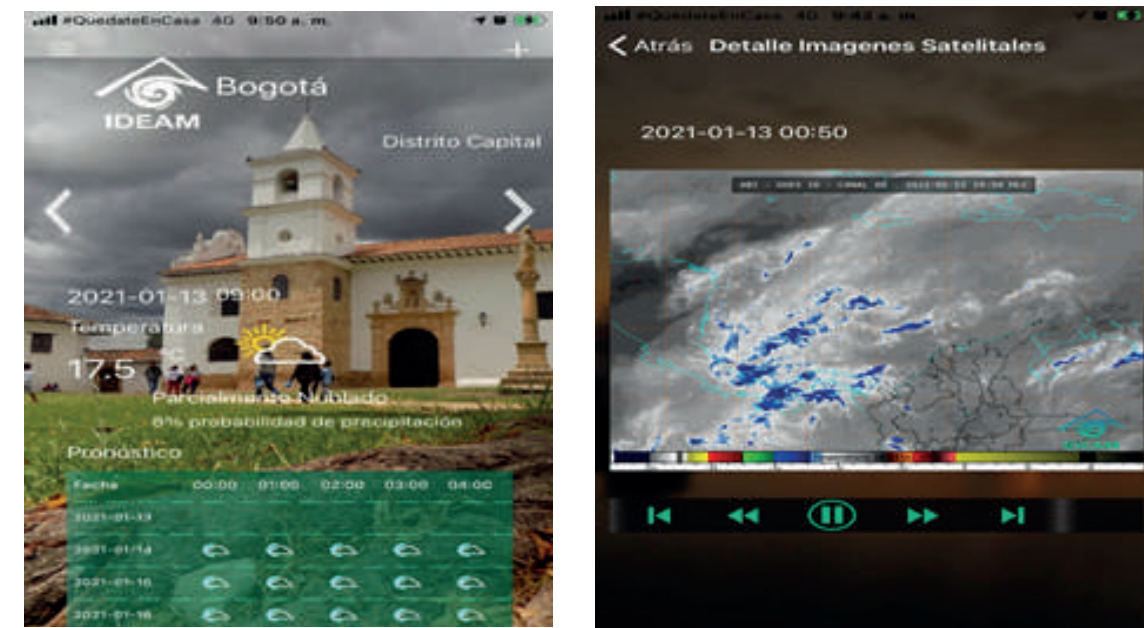 #QuedateEnCasa 4G 9:50 a. m.
Bogotá
IDEAM
Distrito Capital
2021-01-13 09:00
Temperatura
17.5 °C
Parcialmente Nublado
8% probabilidad de precipitación
Pronóstico
Fecha 00:00 01:00 02:00 03:00 04:00
2021-01-13
2021-01-14
2021-01-16
#QuedateEnCasa 4G a. m.
Atrás Detalle Imagenes Satelitales
2021-01-13 00:50
IDEAM